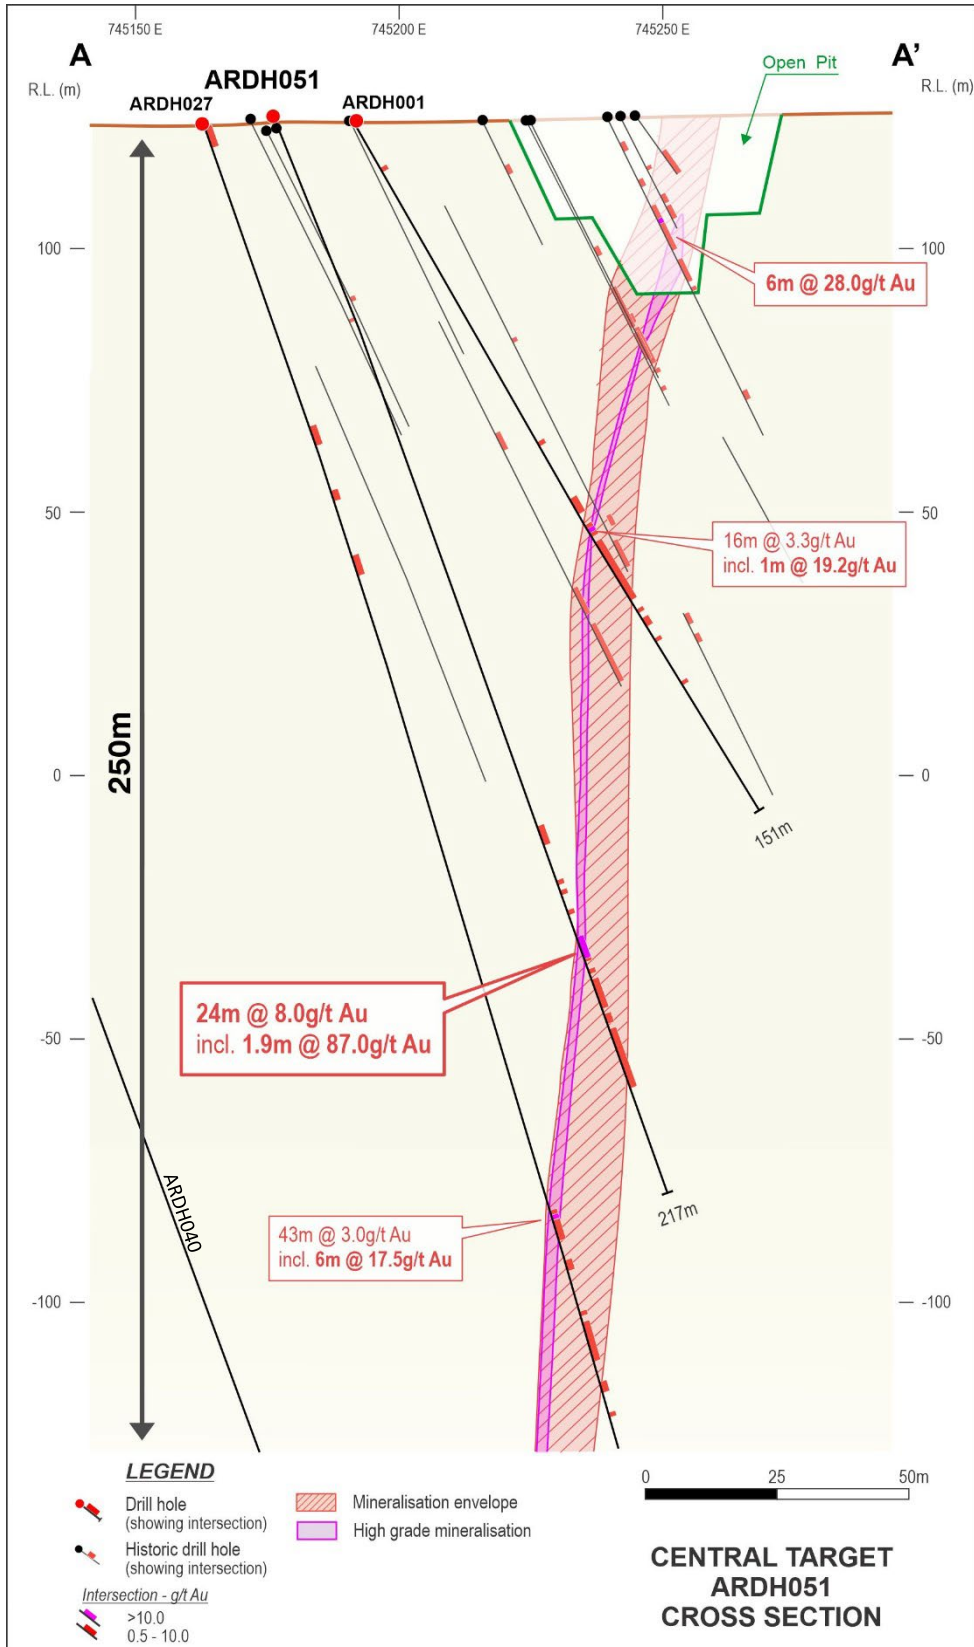 745150 E
745200 E
745250 E
A
A'
R.L. (m)
R.L. (m)
ARDH051
ARDH027
ARDH001
Open Pit
100
100
6m @ 28.0g/t Au
50
50
16m @ 3.3g/t Au
incl. 1m @ 19.2g/t Au
250m
0
0
151m
24m @ 8.0g/t Au
incl. 1.9m @ 87.0g/t Au
-50
-50
ARDH040
217m
43m @ 3.0g/t Au
incl. 6m @ 17.5g/t Au
-100
-100
LEGEND
Drill hole
(showing intersection)
Historic drill hole
(showing intersection)
Intersection - g/t Au
>10.0
0.5 - 10.0
Mineralisation envelope
High grade mineralisation
0
25
50m
CENTRAL TARGET
ARDH051
CROSS SECTION